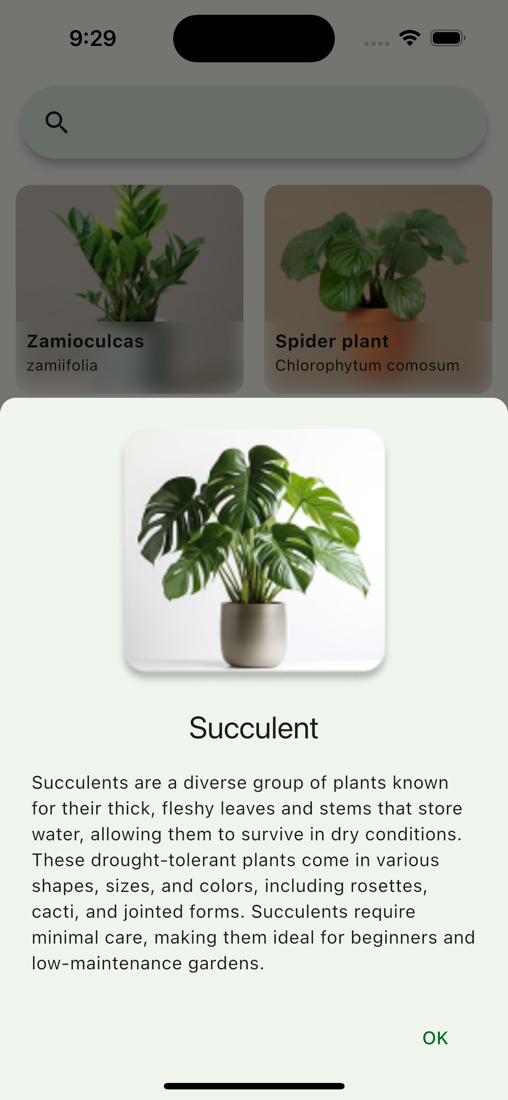 9:29
Zamioculcas
zamiifolia
Spider plant
Chlorophytum comosum
Succulent
Succulents are a diverse group of plants known
for their thick, fleshy leaves and stems that store
water, allowing them to survive in dry conditions.
These drought-tolerant plants come in various
shapes, sizes, and colors, including rosettes,
cacti, and jointed forms. Succulents require
minimal care, making them ideal for beginners and
low-maintenance gardens.
OK